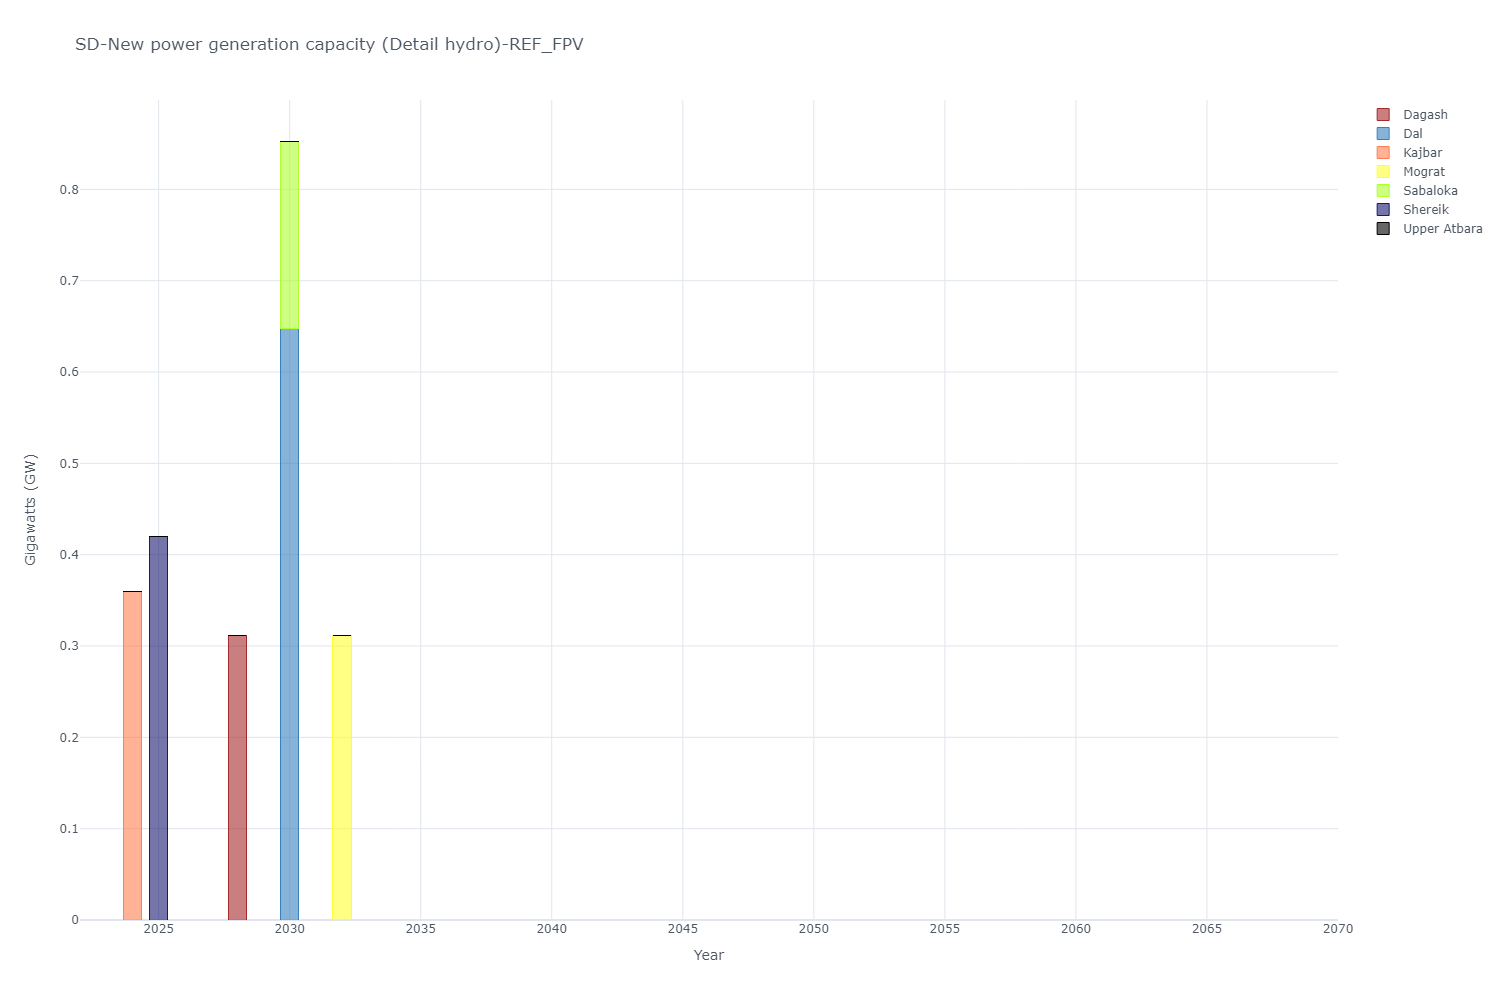 SD-New power generation capacity (Detail hydro)-REF_FPV
Dagash
Dal
Kajbar
Mograt
Sabaloka
Shereik
Upper Atbara
0.8
0.7
0.6
0.5
0.4
0.3
0.2
0.1
0
Gigawatts (GW)
2025 2030 2035 2040 2045 2050 2055 2060 2065 2070
Year